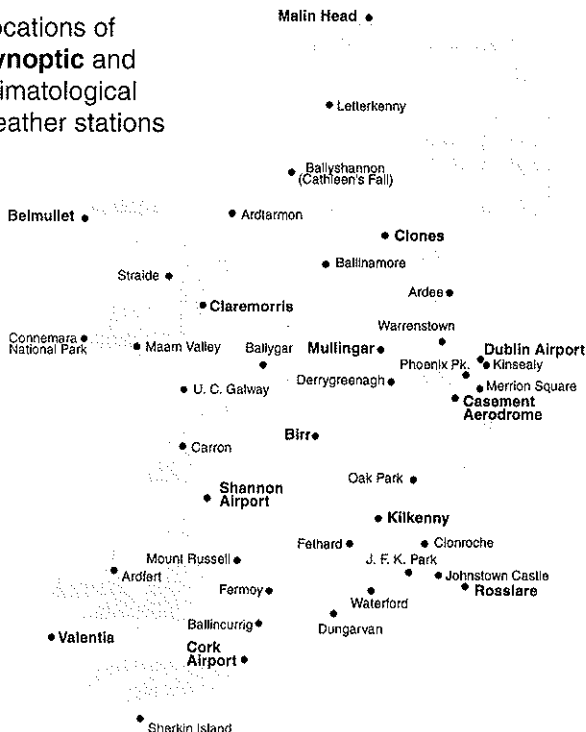 ocations of
ynoptic and
imatological
eather stations
Malin Head
Letterkenny
Ballyshannon
(Cathleen's Fall)
Belmullet
Ardtarmon
Clones
Ballinamore
Straide
Ardee
Claremorris
Warrenstown
Connemara
National Park
Maam Valley
Ballygar
Mullingar
Dublin Airport
Phoenix Pk.
Kinsealy
Derrygreenagh
Merrion Square
U. C. Galway
Casement
Aerodrome
Birr
Carron
Oak Park
Shannon
Airport
Kilkenny
Fethard
Clonroche
Mount Russell
J. F. K. Park
Ardfert
Johnstown Castle
Fermoy
Rosslare
Waterford
Ballincurrig
Dungarvan
Valentia
Cork
Airport
Sherkin Island